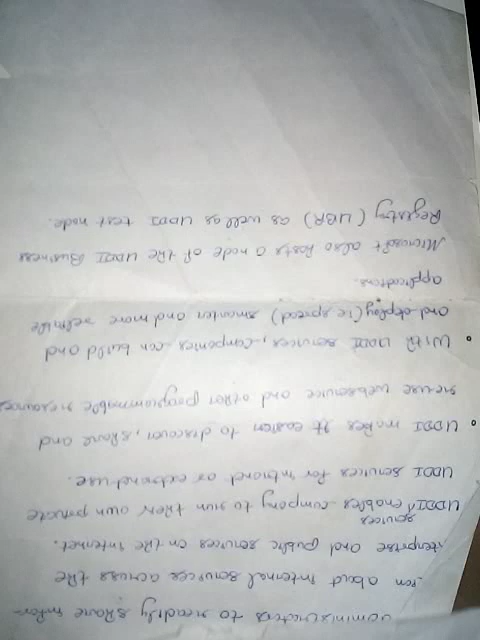 administrators to readily share infor-
-ion about internal services across the
enterprise and public services on the internet.
UDDI services enables company to run their own private
UDDI services for internal or external use.
• UDDI makes it easier to discover, share and
reuse webservice and other programmable resources
• With UDDI services, companies can build and
and deploy (ie spread) smarter and more reliable
applications.
Microsoft also hosts a node of the UDDI Business
Registry (UBR) as well as UDDI test node.